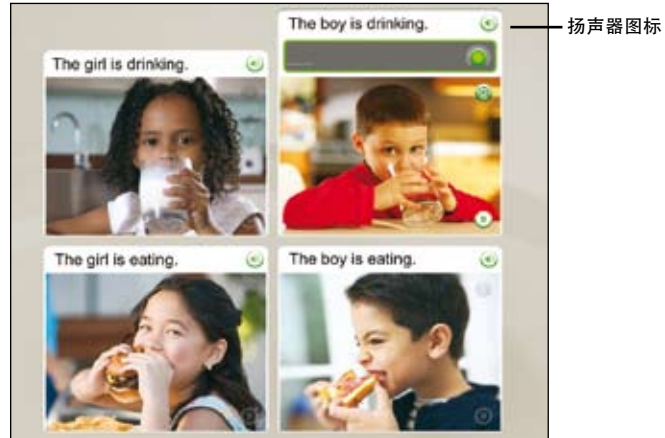 The boy is drinking.
扬声器图标
The girl is drinking.
The girl is eating.
The boy is eating.